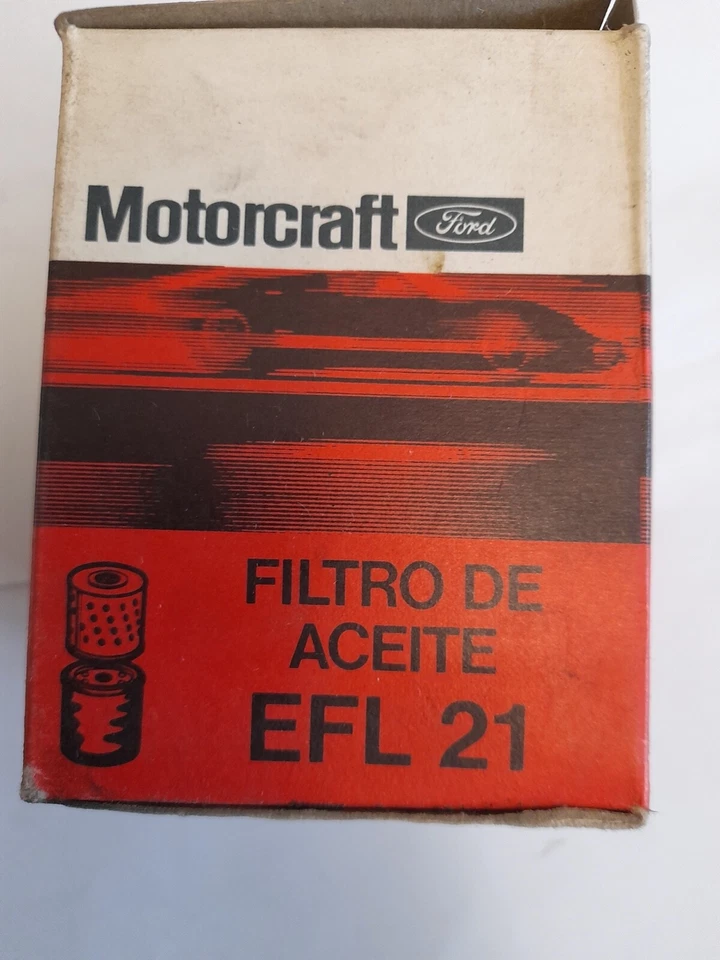 Motorcraft Ford
FILTRO DE
ACEITE
EFL 21